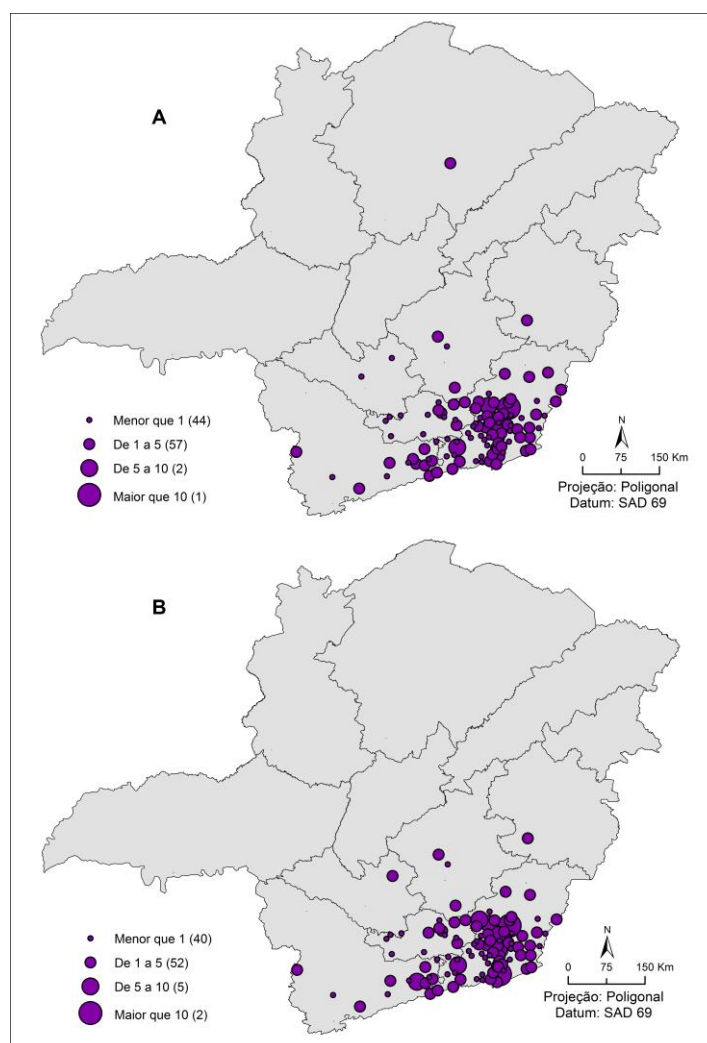 A
Menor que 1 (44)
De 1 a 5 (57)
De 5 a 10 (2)
Maior que 10 (1)
N
0 75 150 Km
Projeção: Poligonal
Datum: SAD 69
B
Menor que 1 (40)
De 1 a 5 (52)
De 5 a 10 (5)
Maior que 10 (2)
N
0 75 150 Km
Projeção: Poligonal
Datum: SAD 69